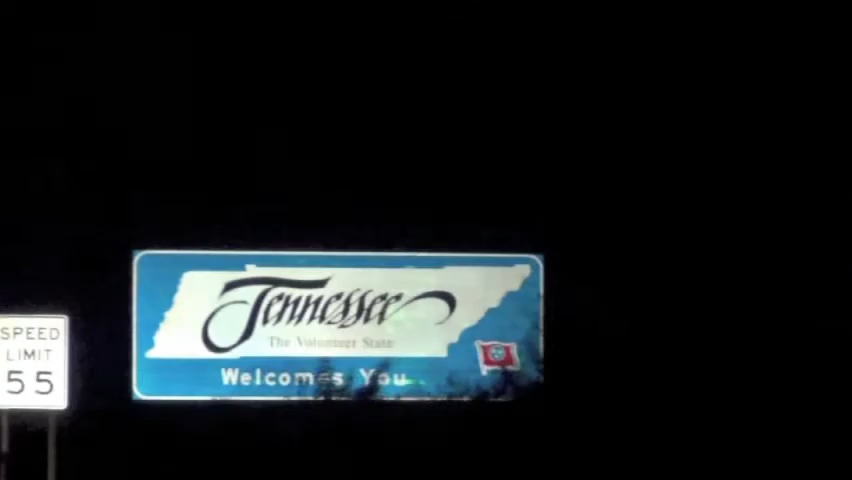 SPEED
LIMIT
55
Tennessee
The Volunteer State
Welcomes You